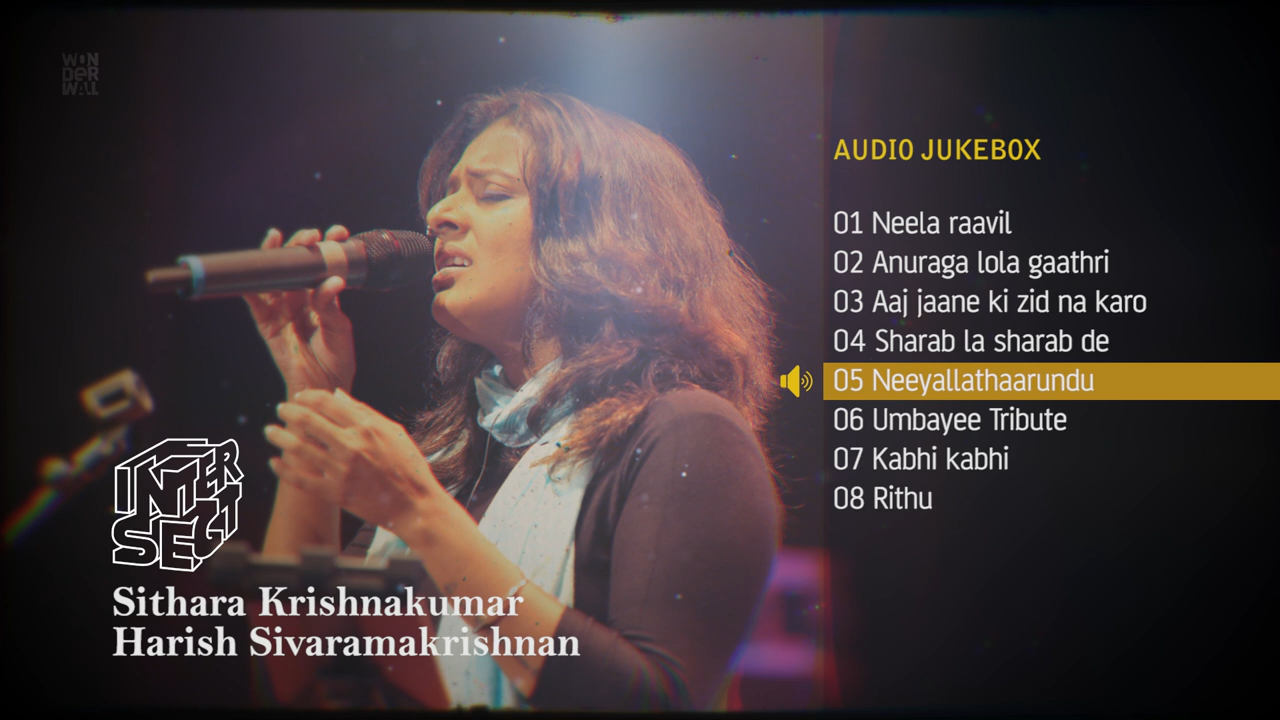 WON
DER
WALL
AUDIO JUKEBOX
01 Neela raavil
02 Anuraga lola gaathri
03 Aaj jaane ki zid na karo
04 Sharab la sharab de
05 Neeyallathaarundu
06 Umbayee Tribute
07 Kabhi kabhi
08 Rithu
INTER
SECT
Sithara Krishnakumar
Harish Sivaramakrishnan